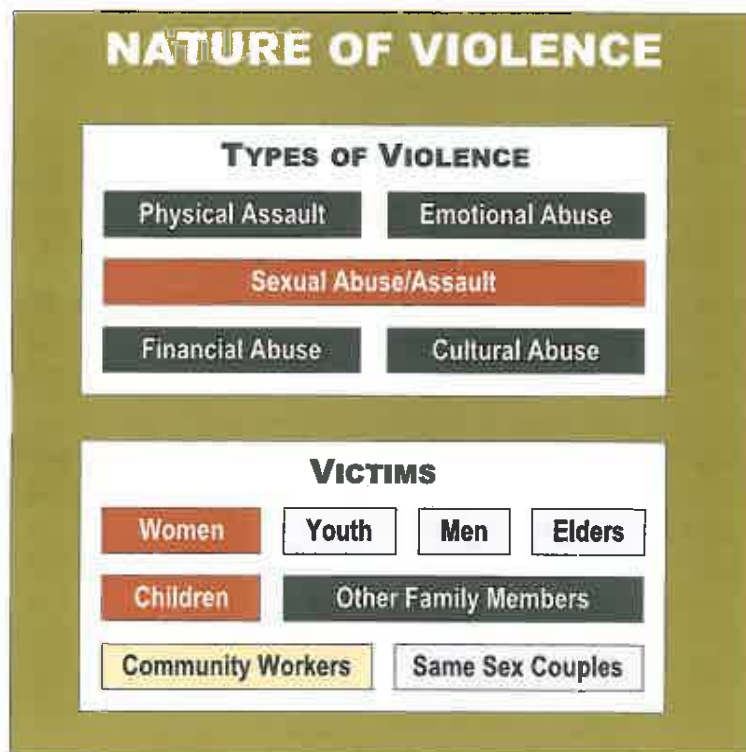 NATURE OF VIOLENCE
TYPES OF VIOLENCE
Physical Assault Emotional Abuse
Sexual Abuse/Assault
Financial Abuse Cultural Abuse
VICTIMS
Women Youth Men Elders
Children Other Family Members
Community Workers Same Sex Couples